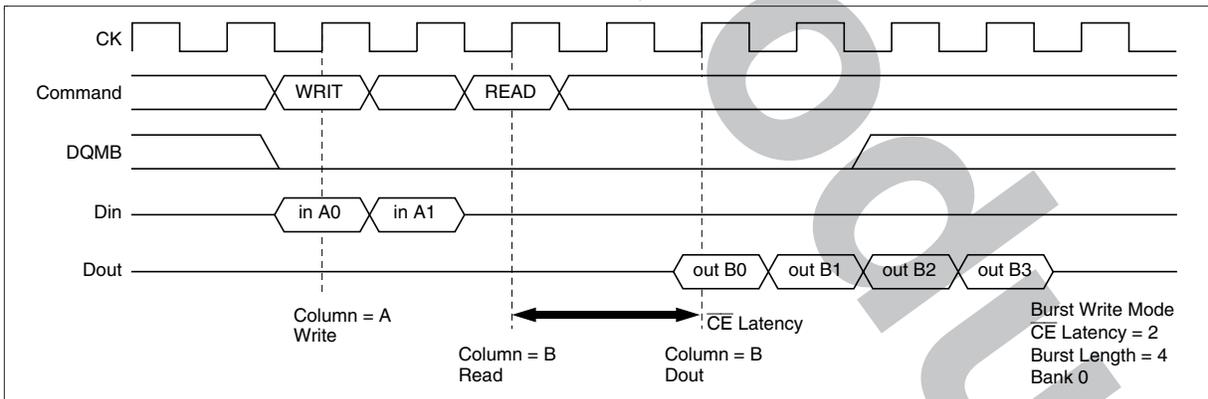 CK
Command WRIT READ
DQMB
Din in A0 in A1
Dout out B0 out B1 out B2 out B3
Column = A
Write
CE Latency
Column = B
Read
Column = B
Dout
Burst Write Mode
CE Latency = 2
Burst Length = 4
Bank 0
odu